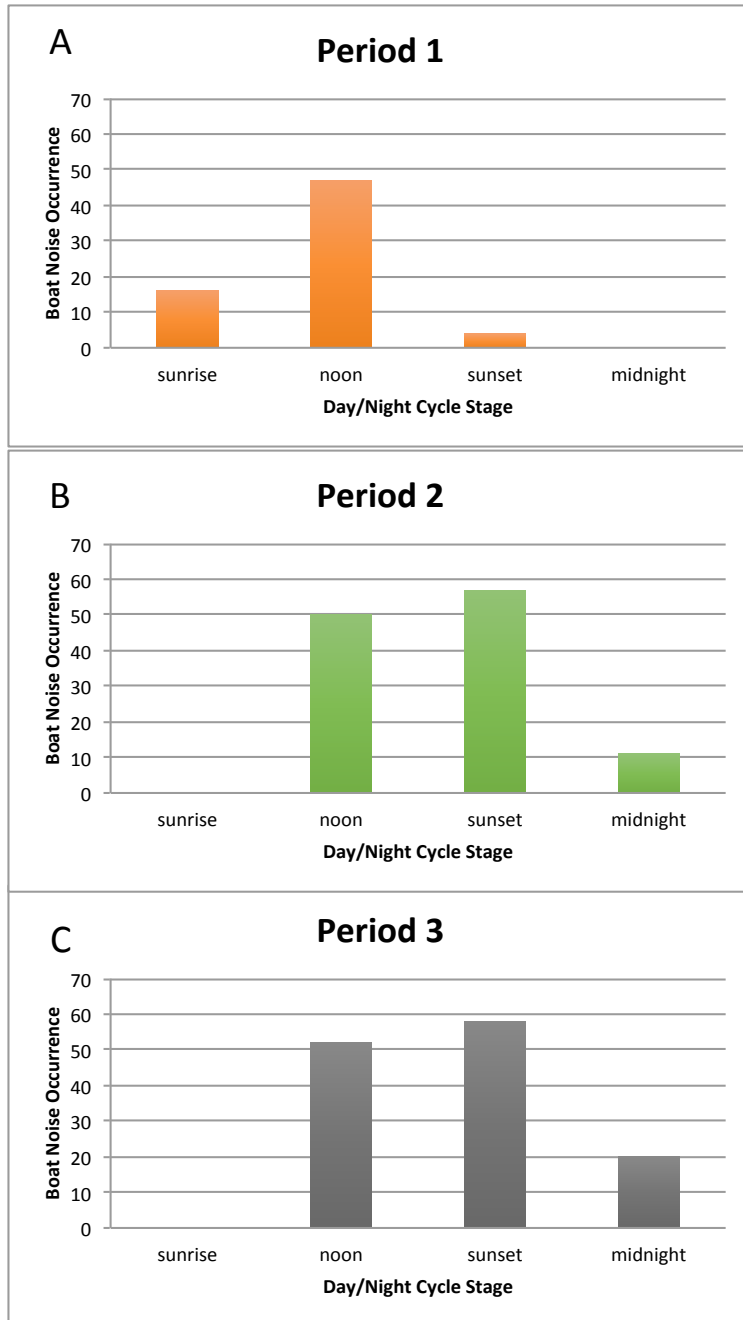 A
Period 1
Boat Noise Occurrence
70
60
50
40
30
20
10
0
sunrise noon sunset midnight
Day/Night Cycle Stage
B
Period 2
Boat Noise Occurrence
70
60
50
40
30
20
10
0
sunrise noon sunset midnight
Day/Night Cycle Stage
C
Period 3
Boat Noise Occurrence
70
60
50
40
30
20
10
0
sunrise noon sunset midnight
Day/Night Cycle Stage